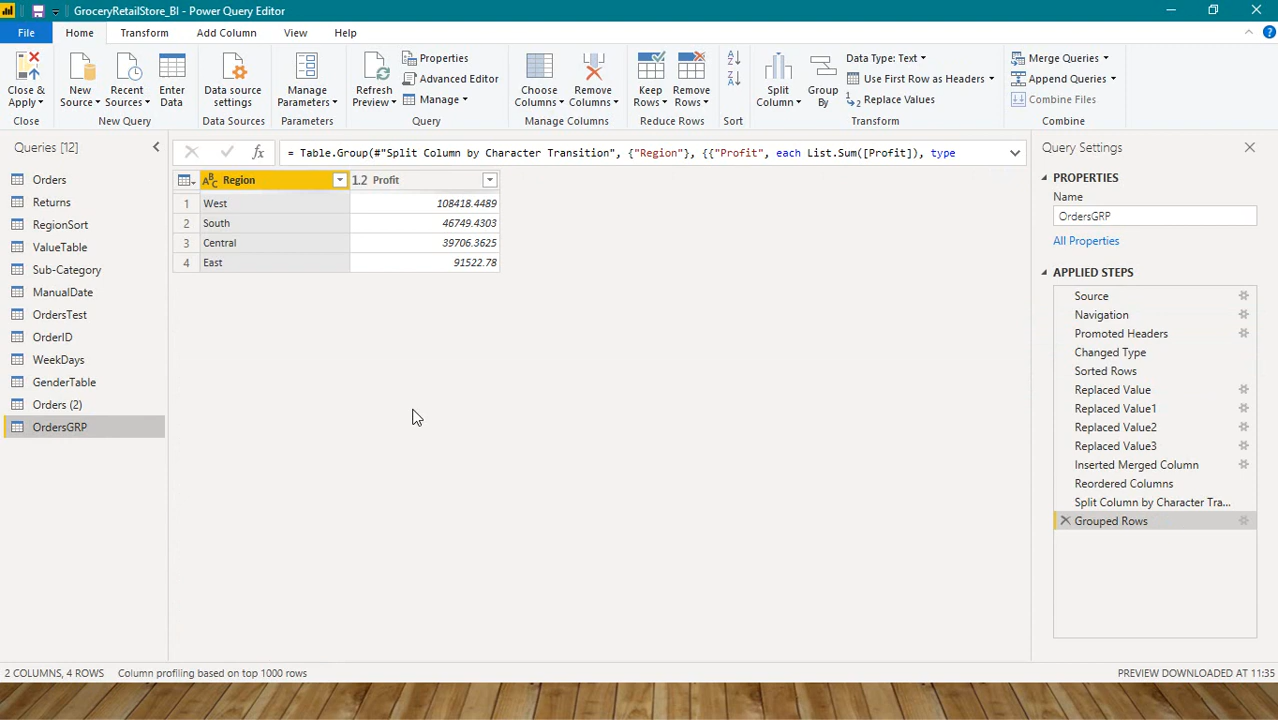 GroceryRetailStore_BI - Power Query Editor
File Home Transform Add Column View Help
Close & Apply
New Source
Recent Sources
Enter Data
Data source settings
Manage Parameters
Refresh Preview
Properties
Advanced Editor
Manage
Choose Columns
Remove Columns
Keep Rows
Remove Rows
Split Column
Group By
Data Type: Text
Use First Row as Headers
Replace Values
Merge Queries
Append Queries
Combine Files
Close New Query Data Sources Parameters Query Manage Columns Reduce Rows Sort Transform Combine
Queries [12]
Orders
Returns
RegionSort
ValueTable
Sub-Category
ManualDate
OrdersTest
OrderID
WeekDays
GenderTable
Orders (2)
OrdersGRP
fx = Table.Group(#"Split Column by Character Transition", {"Region"}, {{"Profit", each List.Sum([Profit]), type
ABC Region 1.2 Profit
1 West 108418.4489
2 South 46749.4303
3 Central 39706.3625
4 East 91522.78
Query Settings
PROPERTIES
Name
OrdersGRP
All Properties
APPLIED STEPS
Source
Navigation
Promoted Headers
Changed Type
Sorted Rows
Replaced Value
Replaced Value1
Replaced Value2
Replaced Value3
Inserted Merged Column
Reordered Columns
Split Column by Character Tra...
Grouped Rows
2 COLUMNS, 4 ROWS Column profiling based on top 1000 rows PREVIEW DOWNLOADED AT 11:35